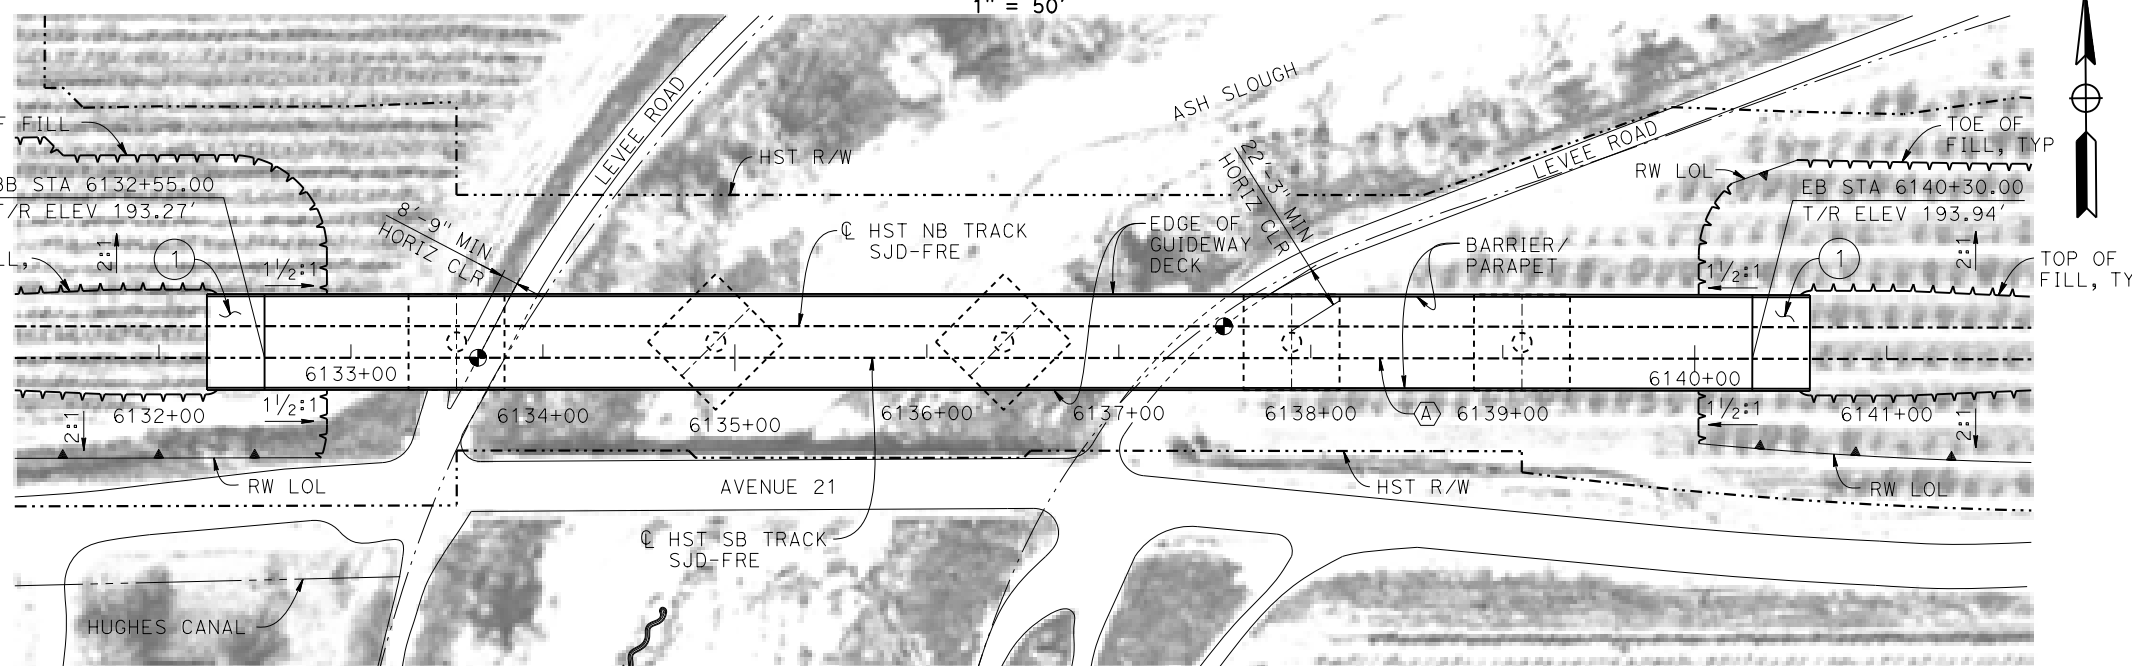 1" = 50'
ASH SLOUGH
LEVEE ROAD
LEVEE ROAD
F FILL
HST R/W
TOE OF
FILL, TYP
RW LOL
BB STA 6132+55.00
T/R ELEV 193.27'
EB STA 6140+30.00
T/R ELEV 193.94'
8'-9" MIN
HORIZ CLR
22'-3" MIN
HORIZ CLR
℄ HST NB TRACK
SJD-FRE
EDGE OF
GUIDEWAY
DECK
BARRIER/
PARAPET
2:1
1
1½:1
1½:1
1
2:1
TOP OF
FILL, TY
LL,
6133+00
6140+00
6132+00
1½:1
6134+00
6135+00
6136+00
6137+00
6138+00
A
6139+00
1½:1
6141+00
2:1
2:1
RW LOL
AVENUE 21
HST R/W
RW LOL
℄ HST SB TRACK
SJD-FRE
HUGHES CANAL